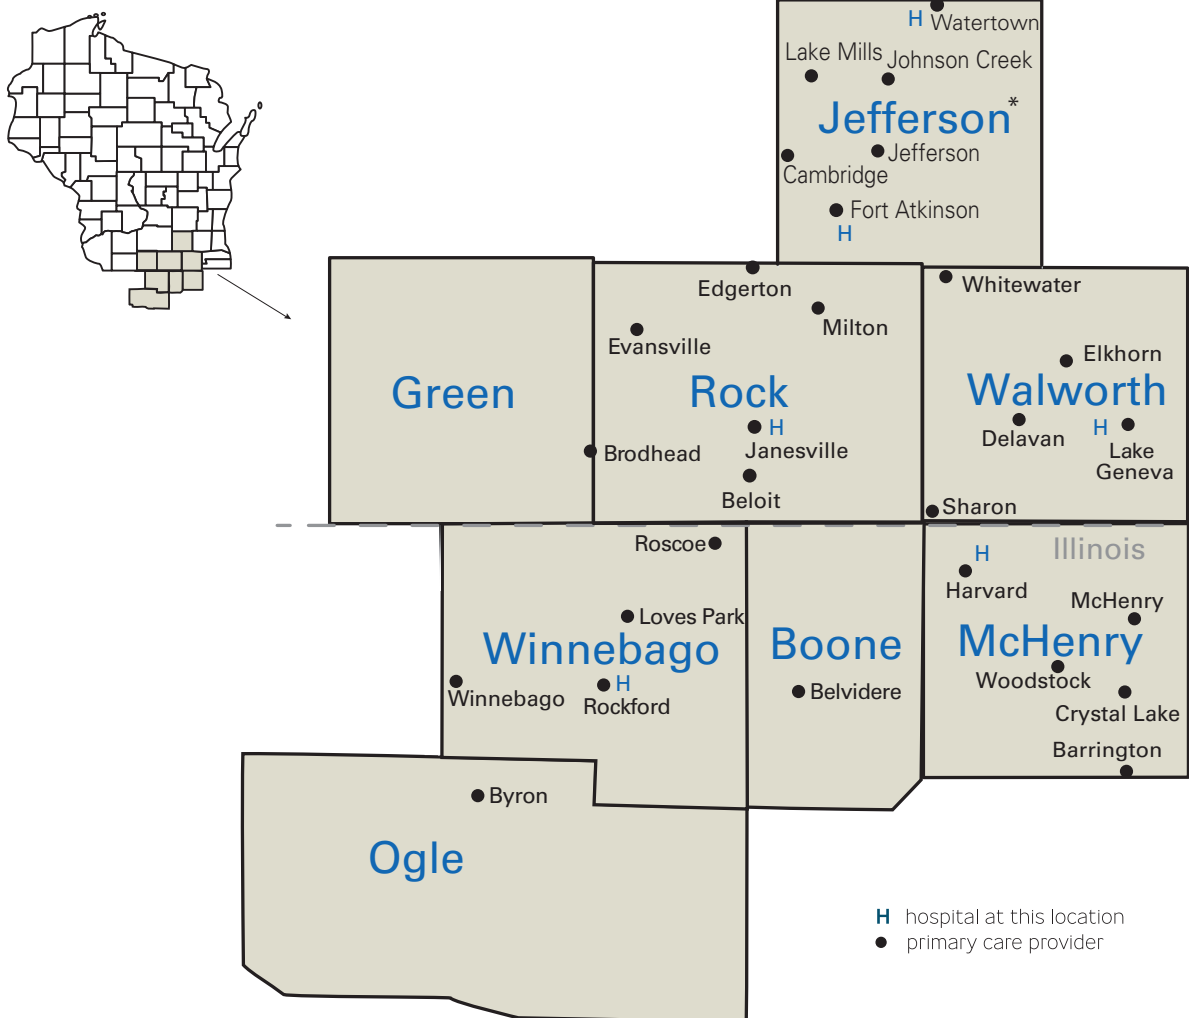 H Watertown
Lake Mills
Johnson Creek
Jefferson*
Jefferson
Cambridge
Fort Atkinson
H
Edgerton
Milton
Evansville
Whitewater
Elkhorn
Green
Rock
Walworth
H
Janesville
Delavan
H
Lake
Geneva
Brodhead
Beloit
Sharon
Roscoe
Illinois
H
Harvard
McHenry
Loves Park
Winnebago
Boone
McHenry
Woodstock
Winnebago
H
Rockford
Belvidere
Crystal Lake
Barrington
Byron
Ogle
H hospital at this location
primary care provider